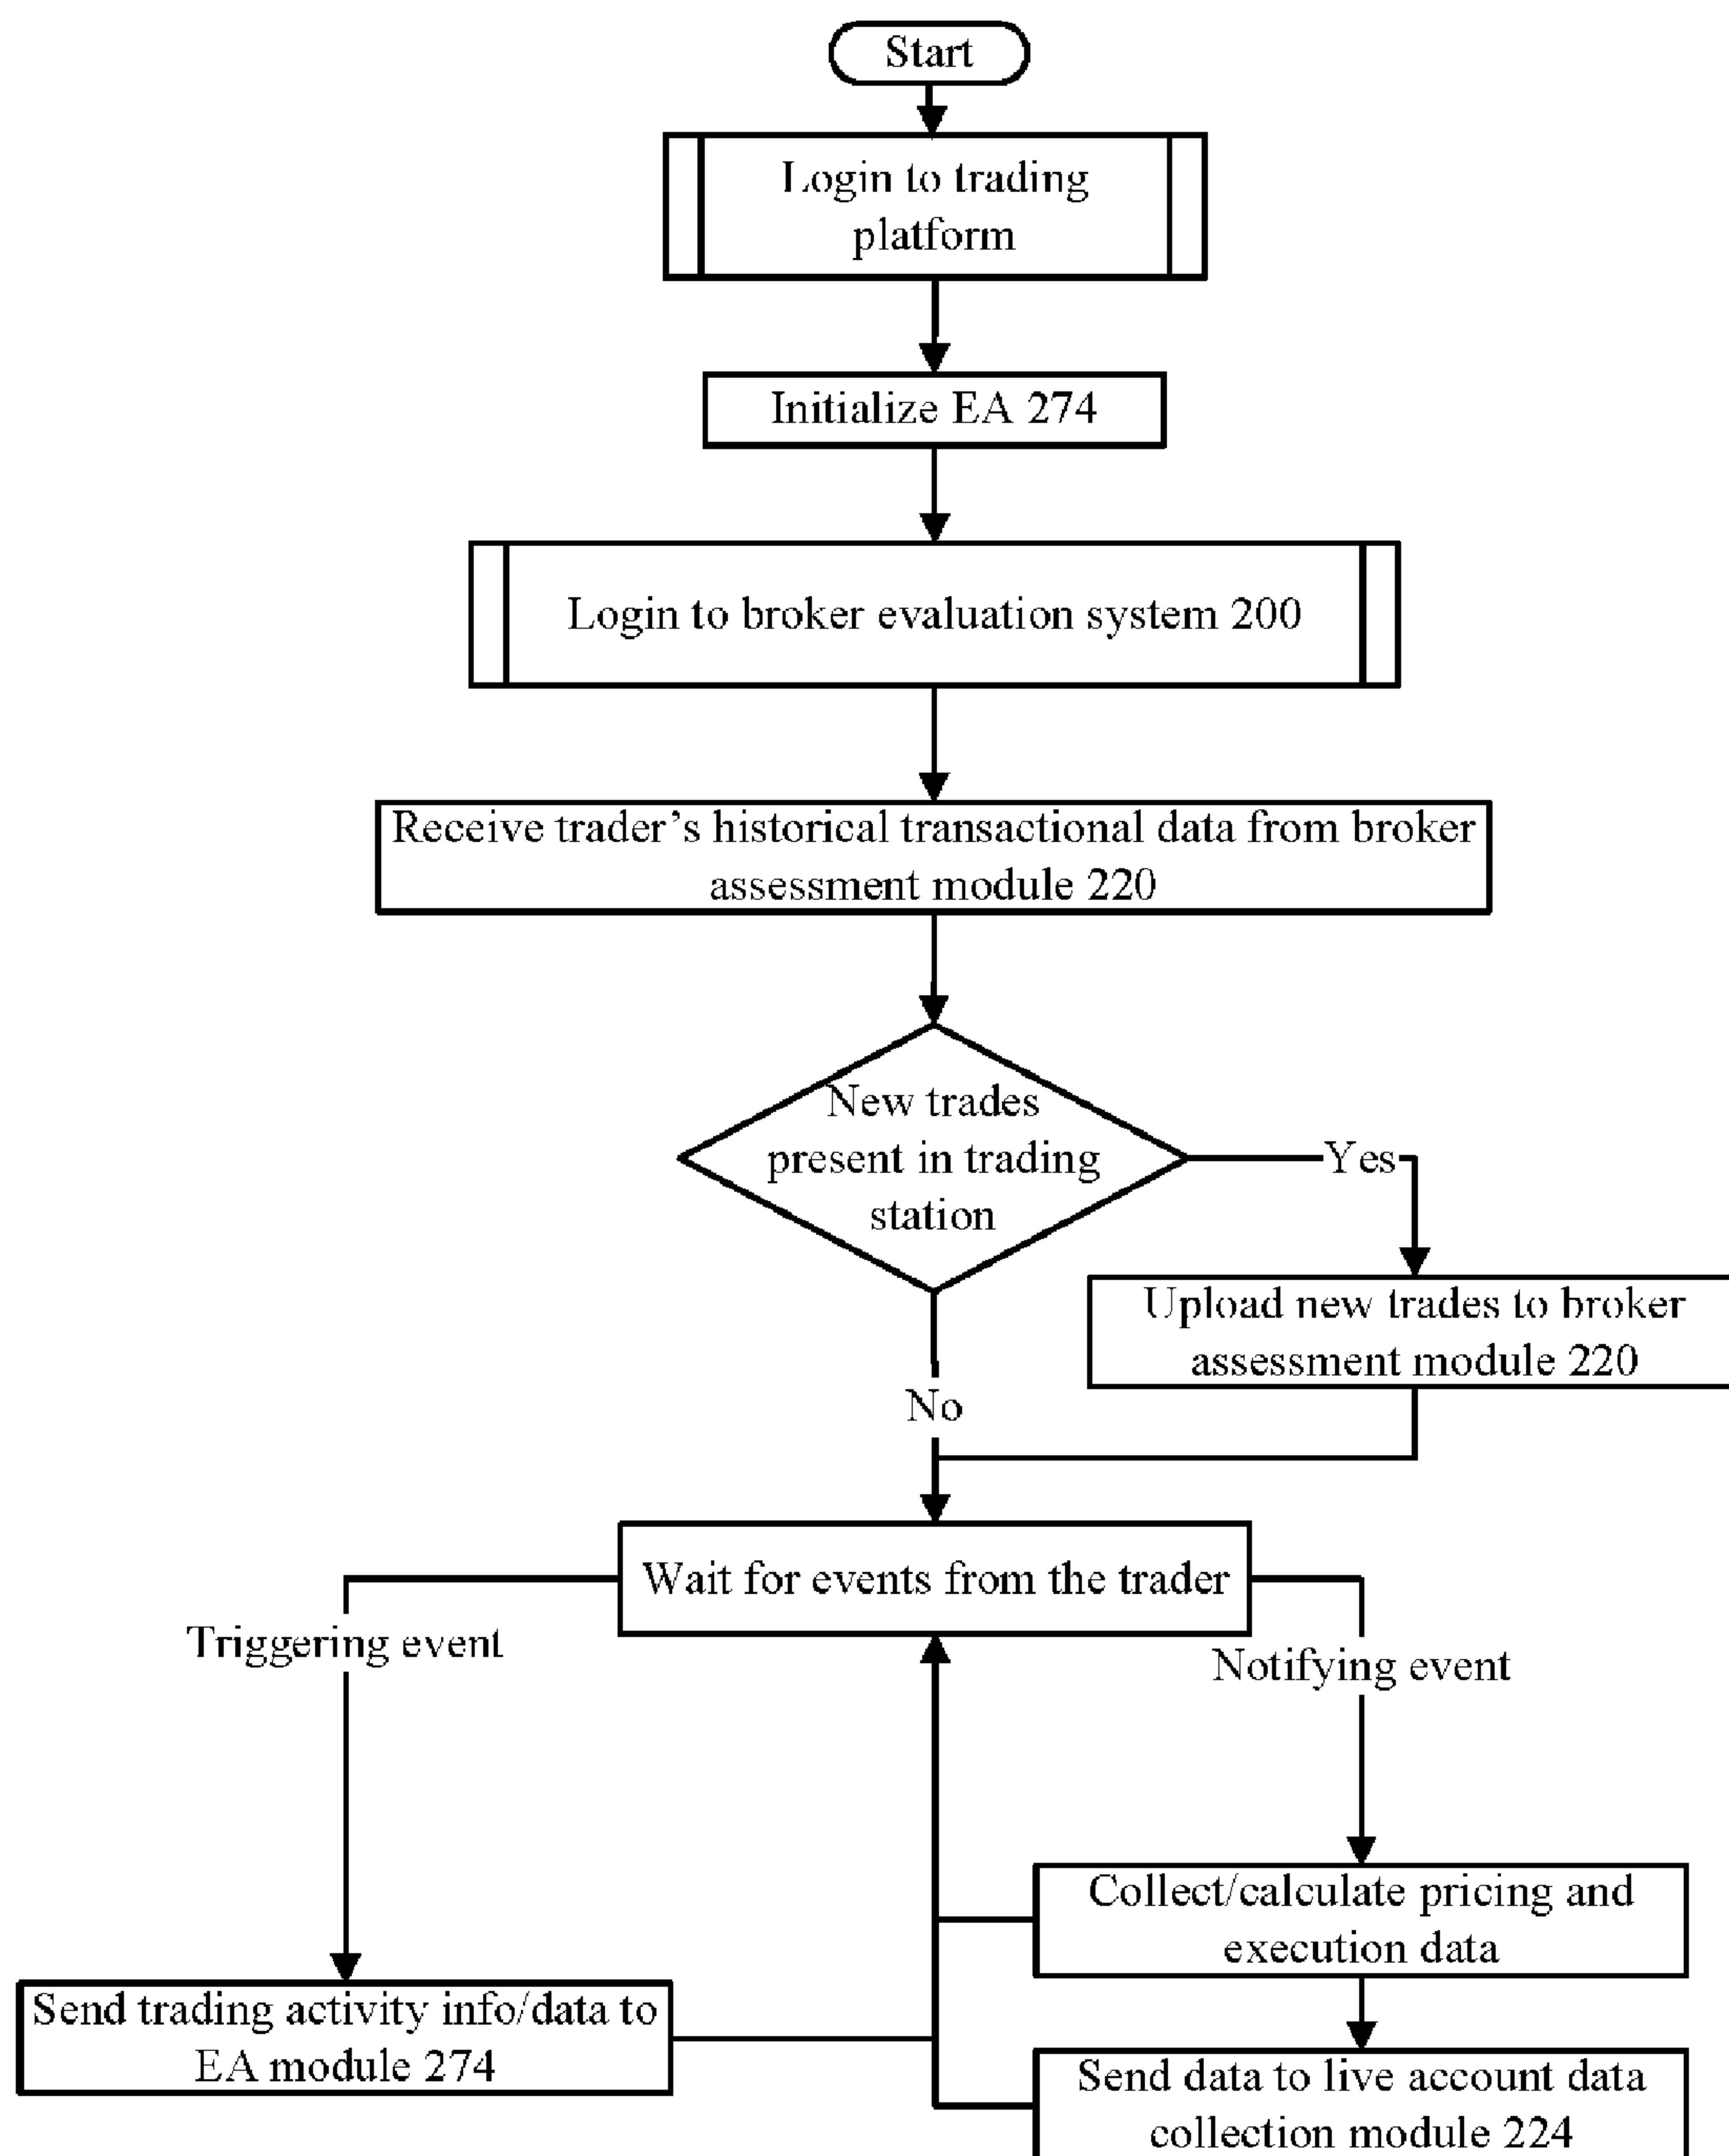 Start
Login to trading
platform
Initialize EA 274
Login to broker evaluation system 200
Receive trader’s historical transactional data from broker
assessment module 220
New trades
present in trading
station
Yes
Upload new trades to broker
assessment module 220
No
Wait for events from the trader
Triggering event
Notifying event
Collect/calculate pricing and
execution data
Send trading activity info/data to
EA module 274
Send data to live account data
collection module 224